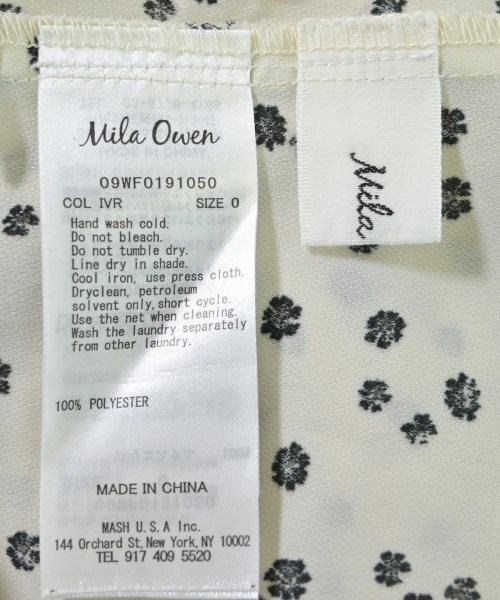 Mila Owen
09WFO191050
COL IVR SIZE 0
Hand wash cold.
Do not bleach.
Do not tumble dry.
Line dry in shade.
Cool iron, use press cloth.
Dryclean, petroleum
solvent only, short cycle.
Use the net when cleaning.
Wash the laundry separately
from other laundry.
100% POLYESTER
MADE IN CHINA
MASH U.S.A Inc.
144 Orchard St, New York, NY 10002
TEL 917 409 5520
Mila